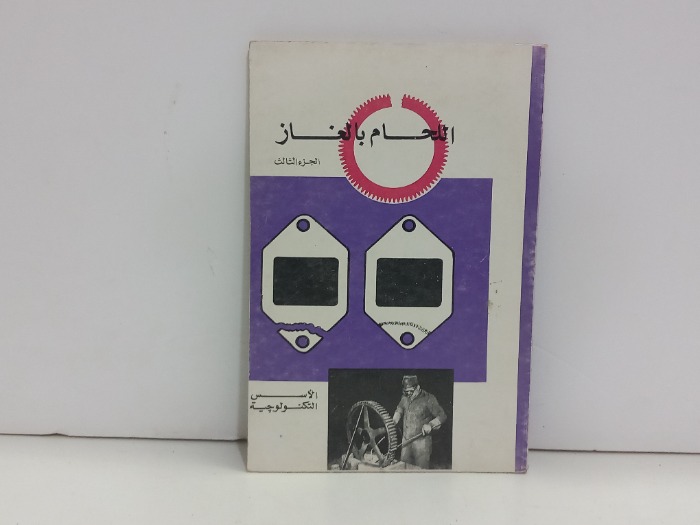 اللحام بالغاز
الجزء الثالث
الأسس
التكنولوجية